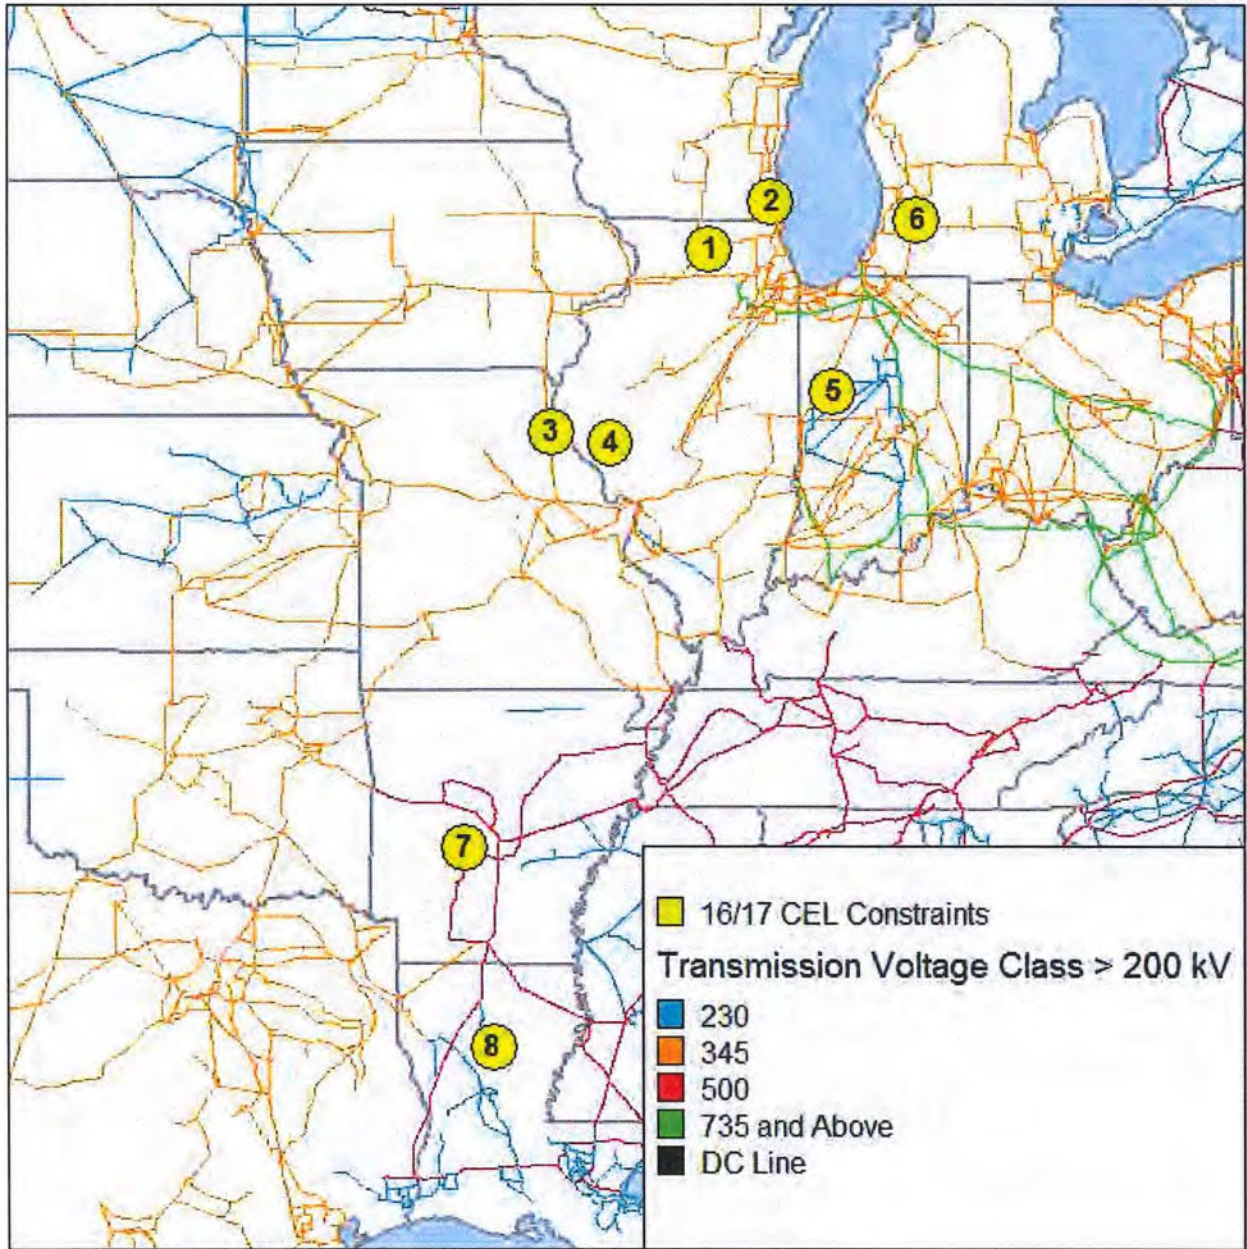 2
6
1
5
3
4
7
8
16/17 CEL Constraints
Transmission Voltage Class > 200 kV
230
345
500
735 and Above
DC Line